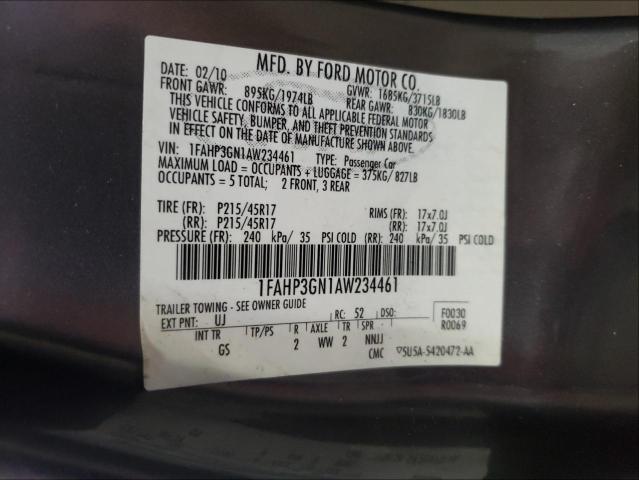 MFD. BY FORD MOTOR CO.
DATE: 02/10 GVWR: 1685KG/3715LB
FRONT GAWR: 895KG/1974LB REAR GAWR: 830KG/1830LB
THIS VEHICLE CONFORMS TO ALL APPLICABLE FEDERAL MOTOR
VEHICLE SAFETY, BUMPER, AND THEFT PREVENTION STANDARDS
IN EFFECT ON THE DATE OF MANUFACTURE SHOWN ABOVE.
VIN: 1FAHP3GN1AW234461 TYPE: Passenger Car
MAXIMUM LOAD = OCCUPANTS + LUGGAGE = 375KG/827LB
OCCUPANTS = 5 TOTAL; 2 FRONT, 3 REAR
TIRE (FR): P215/45R17 RIMS (FR): 17x7.0J
(RR): P215/45R17 (RR): 17x7.0J
PRESSURE (FR): 240 kPa/ 35 PSI COLD (RR): 240 kPa/ 35 PSI COLD
1FAHP3GN1AW234461
TRAILER TOWING - SEE OWNER GUIDE
EXT PNT: UJ RC: 52 DSO: F0030
R0069
INT TR TP/PS R AXLE TR SPR
GS 2 WW 2 NNJJ
CMC ▽5U5A-5420472-AA